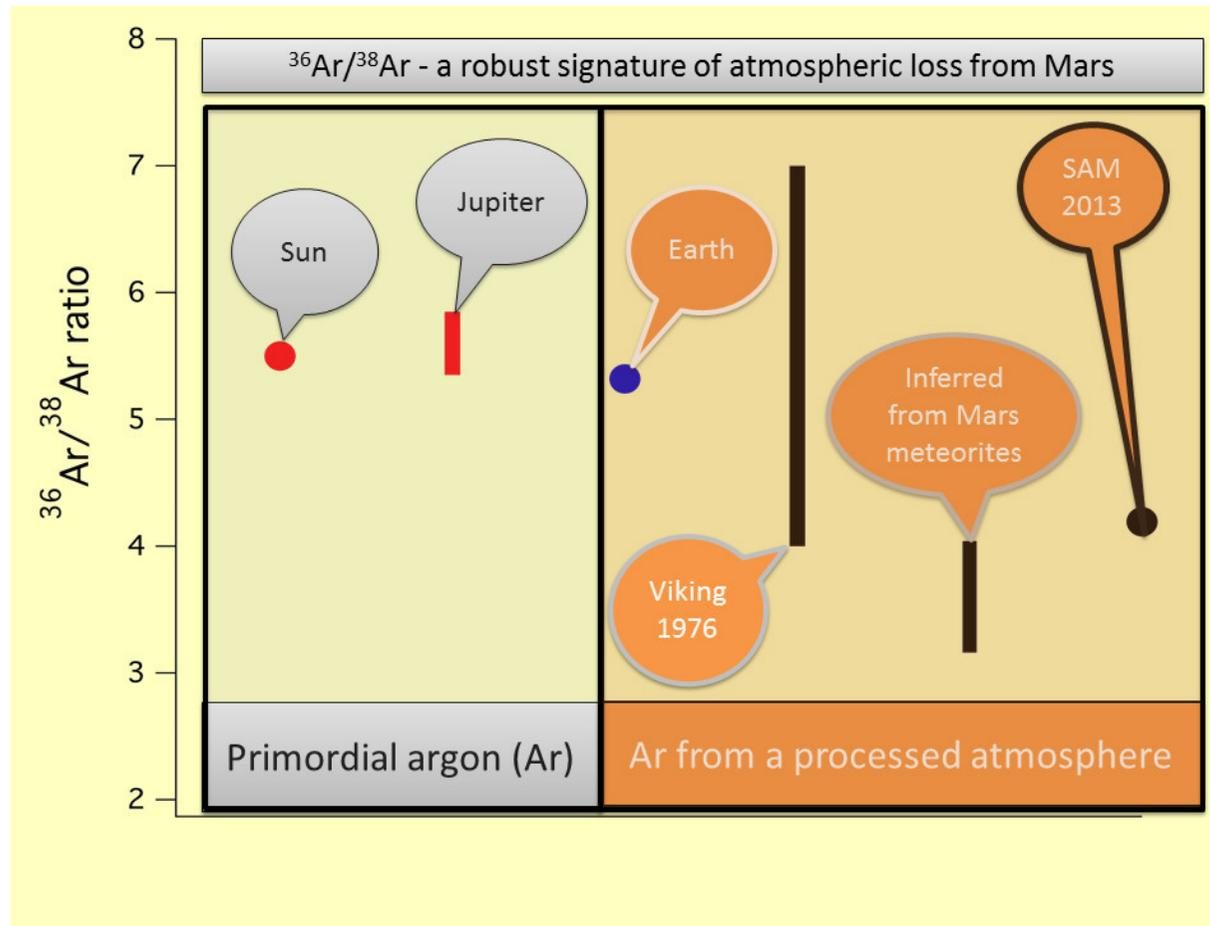 ³⁶Ar/³⁸Ar - a robust signature of atmospheric loss from Mars
³⁶Ar/³⁸Ar ratio
8
7
6
5
4
3
2
Sun
Jupiter
Earth
SAM
2013
Inferred
from Mars
meteorites
Viking
1976
Primordial argon (Ar)
Ar from a processed atmosphere